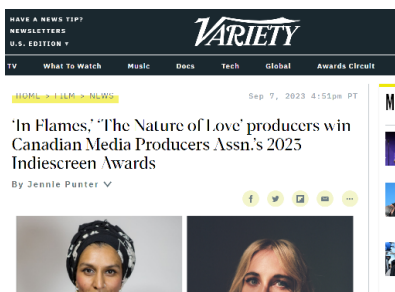 HAVE A NEWS TIP?
NEWSLETTERS
U.S. EDITION
VARIETY
TV What To Watch Music Docs Tech Global Awards Circuit
HOME > FILM > NEWS
Sep 7, 2023 4:51pm PT
‘In Flames,’ ‘The Nature of Love’ producers win
Canadian Media Producers Assn.’s 2023
Indiescreen Awards
By Jennie Punter
M